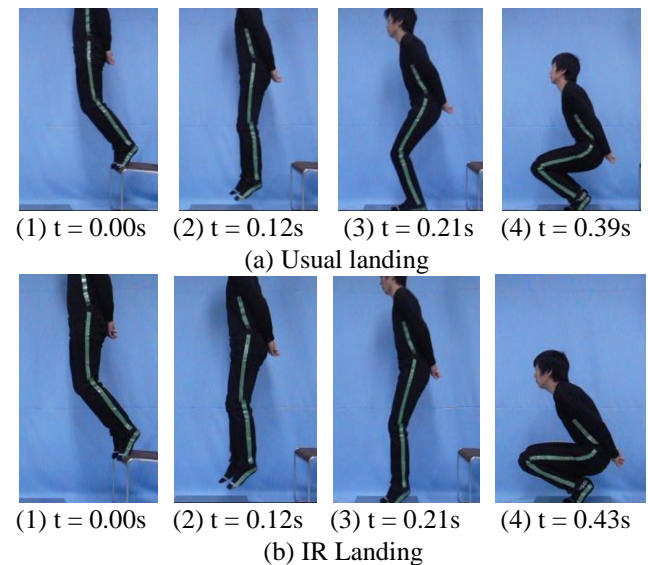 (1) t = 0.00s (2) t = 0.12s (3) t = 0.21s (4) t = 0.39s
(a) Usual landing
(1) t = 0.00s (2) t = 0.12s (3) t = 0.21s (4) t = 0.43s
(b) IR Landing